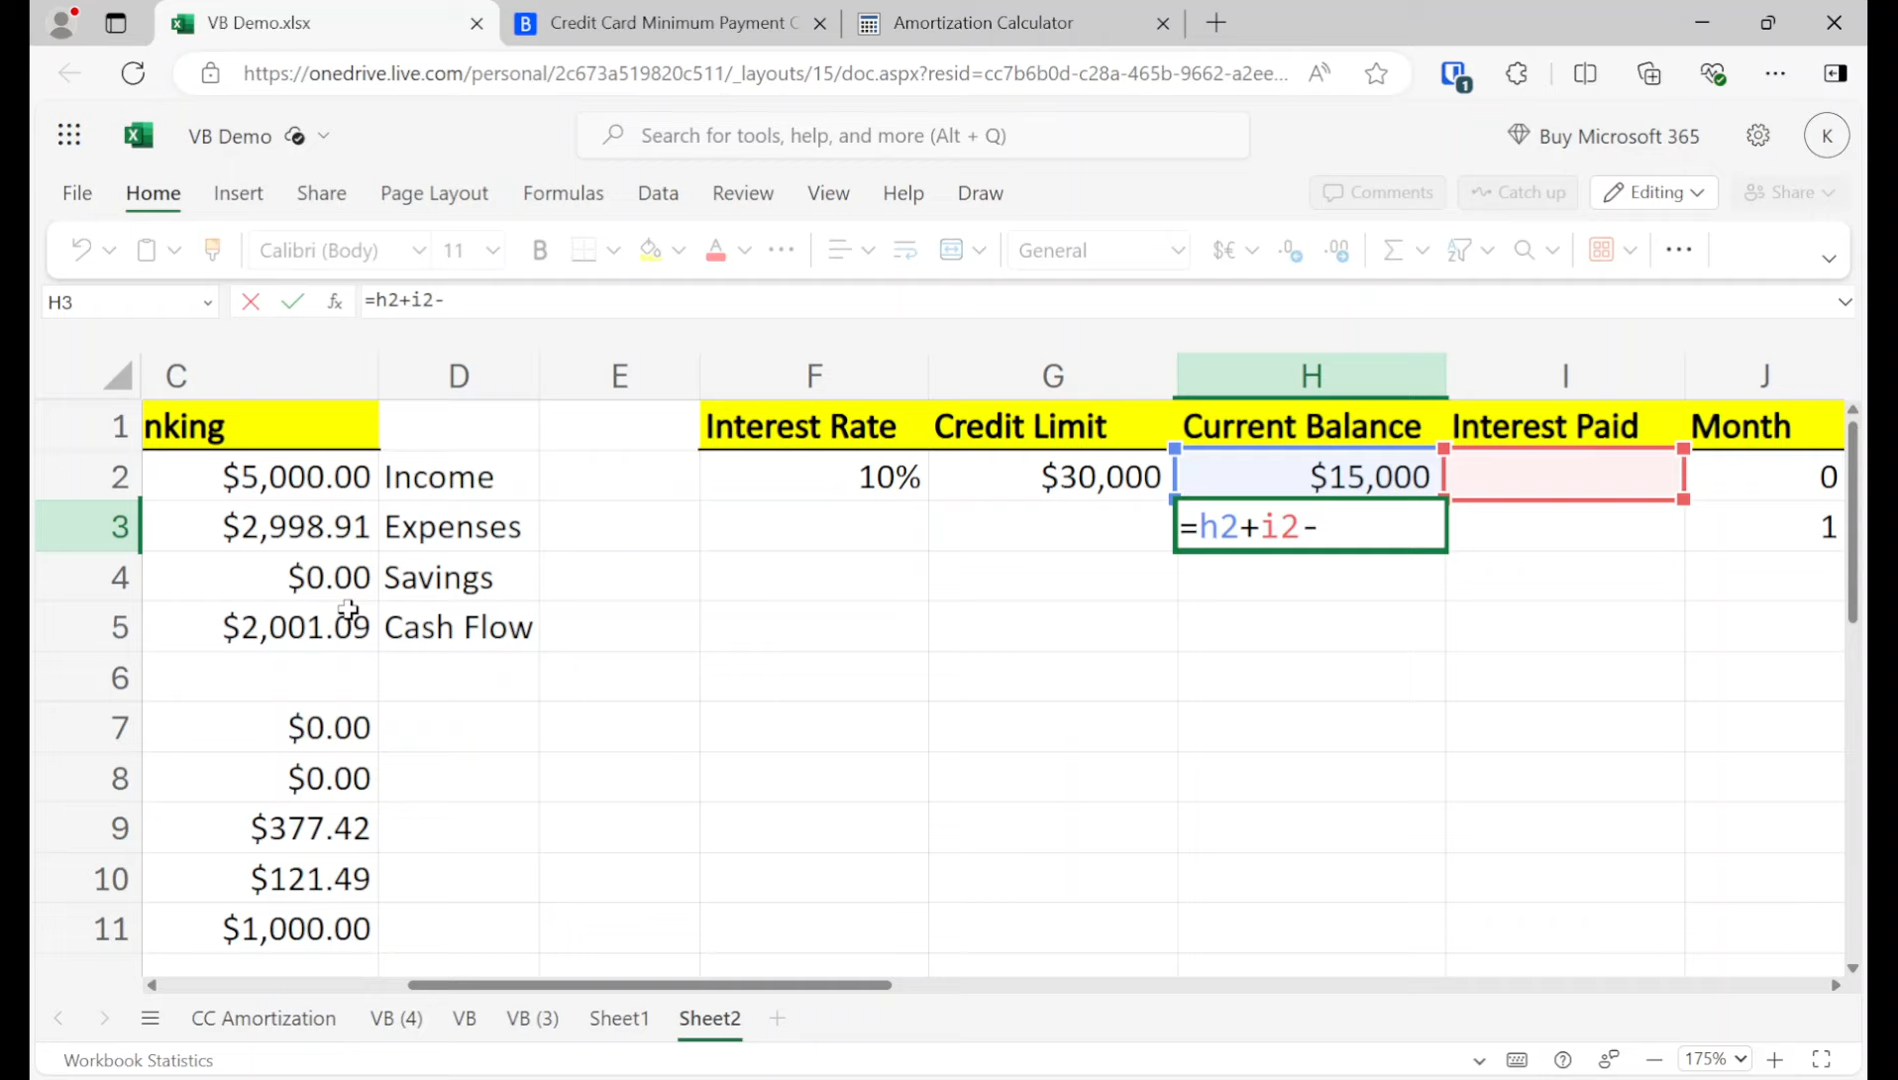 VB Demo.xlsx
Credit Card Minimum Payment C
Amortization Calculator
https://onedrive.live.com/personal/2c673a519820c511/_layouts/15/doc.aspx?resid=cc7b6b0d-c28a-465b-9662-a2ee...
VB Demo
Search for tools, help, and more (Alt + Q)
Buy Microsoft 365
K
File Home Insert Share Page Layout Formulas Data Review View Help Draw
Comments Catch up Editing Share
Calibri (Body) 11 B A ... General $€ .0 .00 Σ ...
H3 fx =h2+i2-
C D E F G H I J
1 nking Interest Rate Credit Limit Current Balance Interest Paid Month
2 $5,000.00 Income 10% $30,000 $15,000 0
3 $2,998.91 Expenses =h2+i2- 1
4 $0.00 Savings
5 $2,001.09 Cash Flow
6
7 $0.00
8 $0.00
9 $377.42
10 $121.49
11 $1,000.00
CC Amortization VB (4) VB VB (3) Sheet1 Sheet2
Workbook Statistics
175%